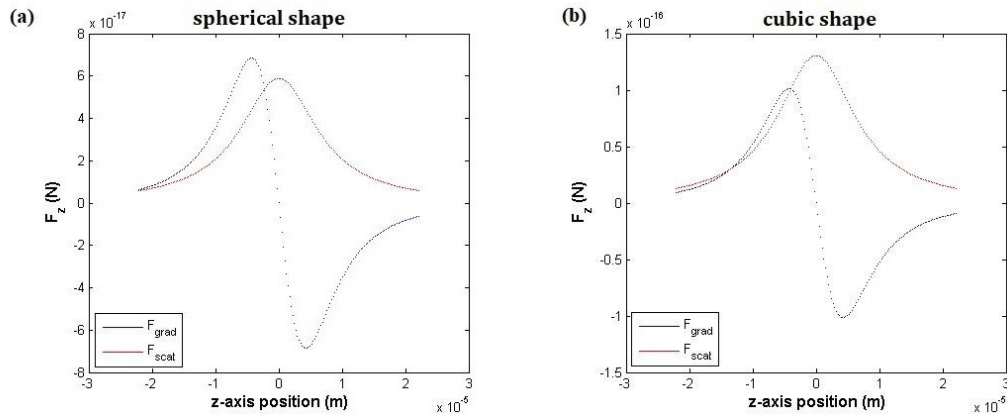 (a)
spherical shape
x 10^-17
8
6
4
2
0
-2
-4
-6
-8
F_z (N)
F_grad
F_scat
-3 -2 -1 0 1 2 3
z-axis position (m)
x 10^-5
(b)
cubic shape
x 10^-16
1.5
1
0.5
0
-0.5
-1
-1.5
F_z (N)
F_grad
F_scat
-3 -2 -1 0 1 2 3
z-axis position (m)
x 10^-5